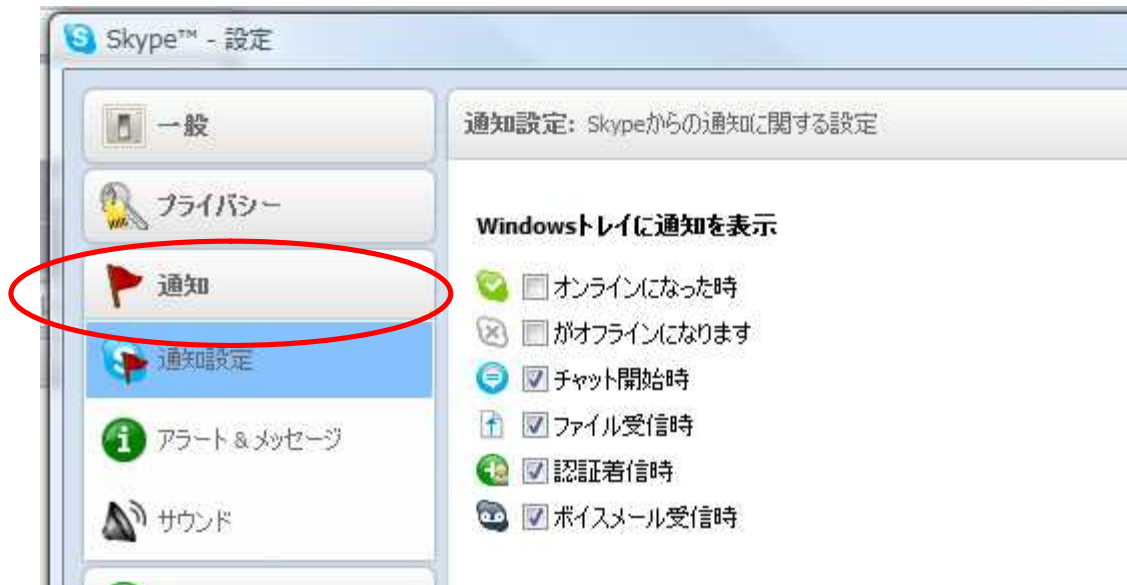 Skype™ - 設定
一般
プライバシー
通知
通知設定
アラート & メッセージ
サウンド
通知設定: Skypeからの通知に関する設定
Windowsトレイに通知を表示
オンラインになった時
がオフラインになります
チャット開始時
ファイル受信時
認証着信時
ボイスメール受信時